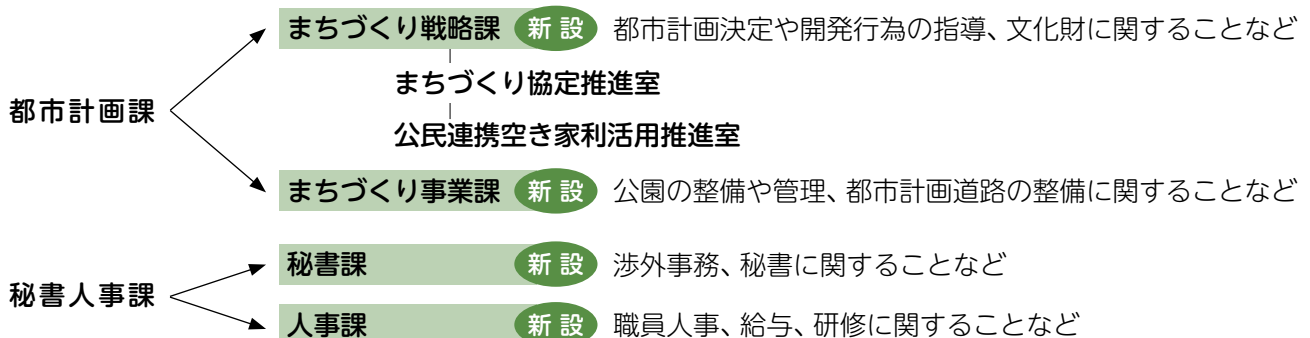 まちづくり戦略課 新設 都市計画決定や開発行為の指導、文化財に関することなど
まちづくり協定推進室
都市計画課
公民連携空き家利活用推進室
まちづくり事業課 新設 公園の整備や管理、都市計画道路の整備に関することなど
秘書課 新設 渉外事務、秘書に関することなど
秘書人事課
人事課 新設 職員人事、給与、研修に関することなど